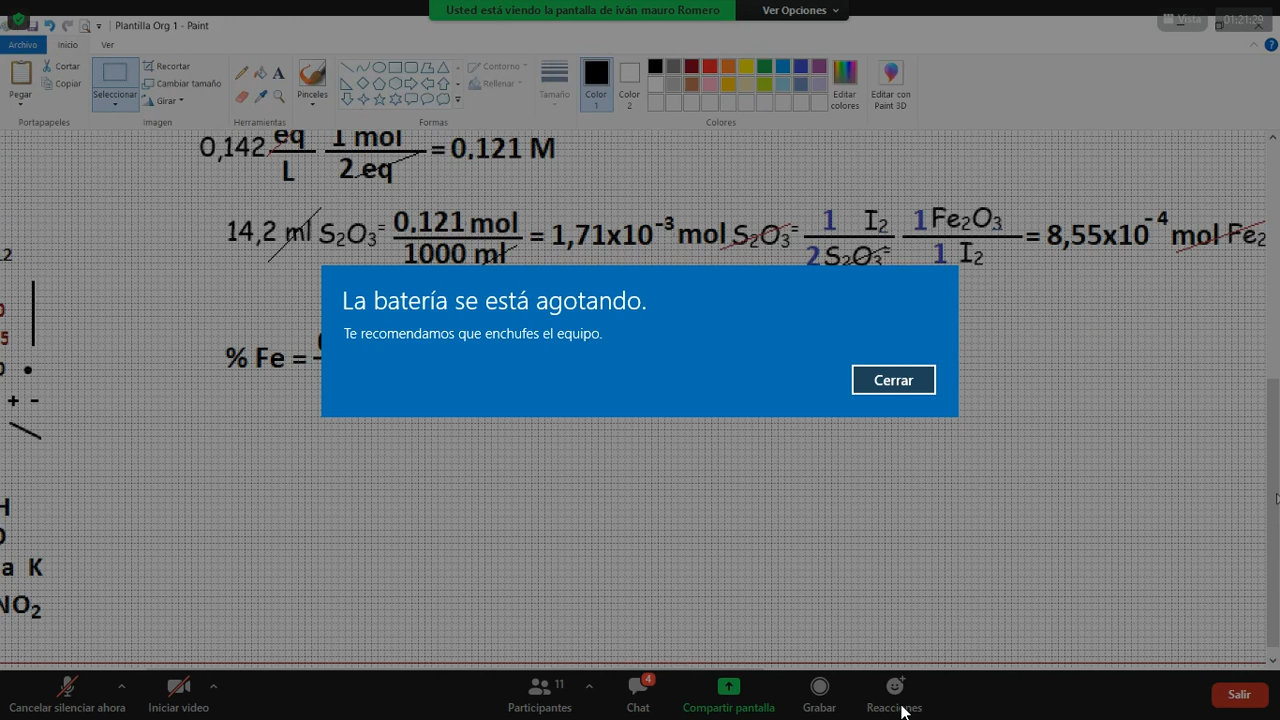 Usted está viendo la pantalla de iván mauro Romero
Ver Opciones
Plantilla Org 1 - Paint
Vista
01:21:29
Archivo
Inicio
Ver
Pegar
Cortar
Copiar
Portapapeles
Seleccionar
Recortar
Cambiar tamaño
Girar
Imagen
A
Herramientas
Pinceles
Contorno
Rellenar
Formas
Tamaño
Color 1
Color 2
Editar colores
Colores
Editar con Paint 3D
0,142 eq/L 1 mol/2 eq = 0,121 M
14,2 ml S₂O₃= 0,121 mol/1000 ml = 1,71x10⁻³ mol S₂O₃= 1 I₂/2 S₂O₃= 1 Fe₂O₃/1 I₂ = 8,55x10⁻⁴ mol Fe₂
% Fe =
La batería se está agotando.
Te recomendamos que enchufes el equipo.
Cerrar
+ -
a K
NO₂
Cancelar silenciar ahora
Iniciar video
11
Participantes
4
Chat
Compartir pantalla
Grabar
Reacciones
Salir